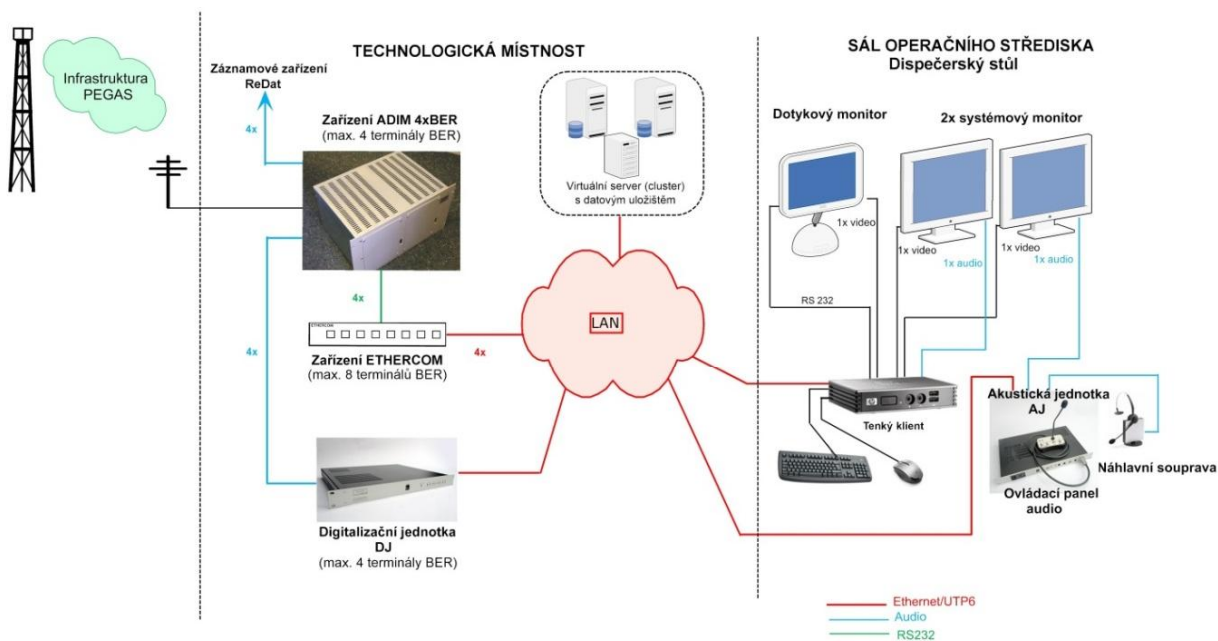 Infrastruktura
PEGAS
TECHNOLOGICKÁ MÍSTNOST
Záznamové zařízení
ReDat
4x
Zařízení ADIM 4xBER
(max. 4 terminály BER)
4x
4x
ETHERCOM
4x
Zařízení ETHERCOM
(max. 8 terminálů BER)
Digitalizační jednotka
DJ
(max. 4 terminály BER)
Virtuální server (cluster)
s datovým uložištěm
LAN
SÁL OPERAČNÍHO STŘEDISKA
Dispečerský stůl
Dotykový monitor
2x systémový monitor
1x video
1x video
1x audio
1x video
1x audio
RS 232
Tenký klient
Akustická jednotka
AJ
Náhlavní souprava
Ovládací panel
audio
Ethernet/UTP6
Audio
RS232